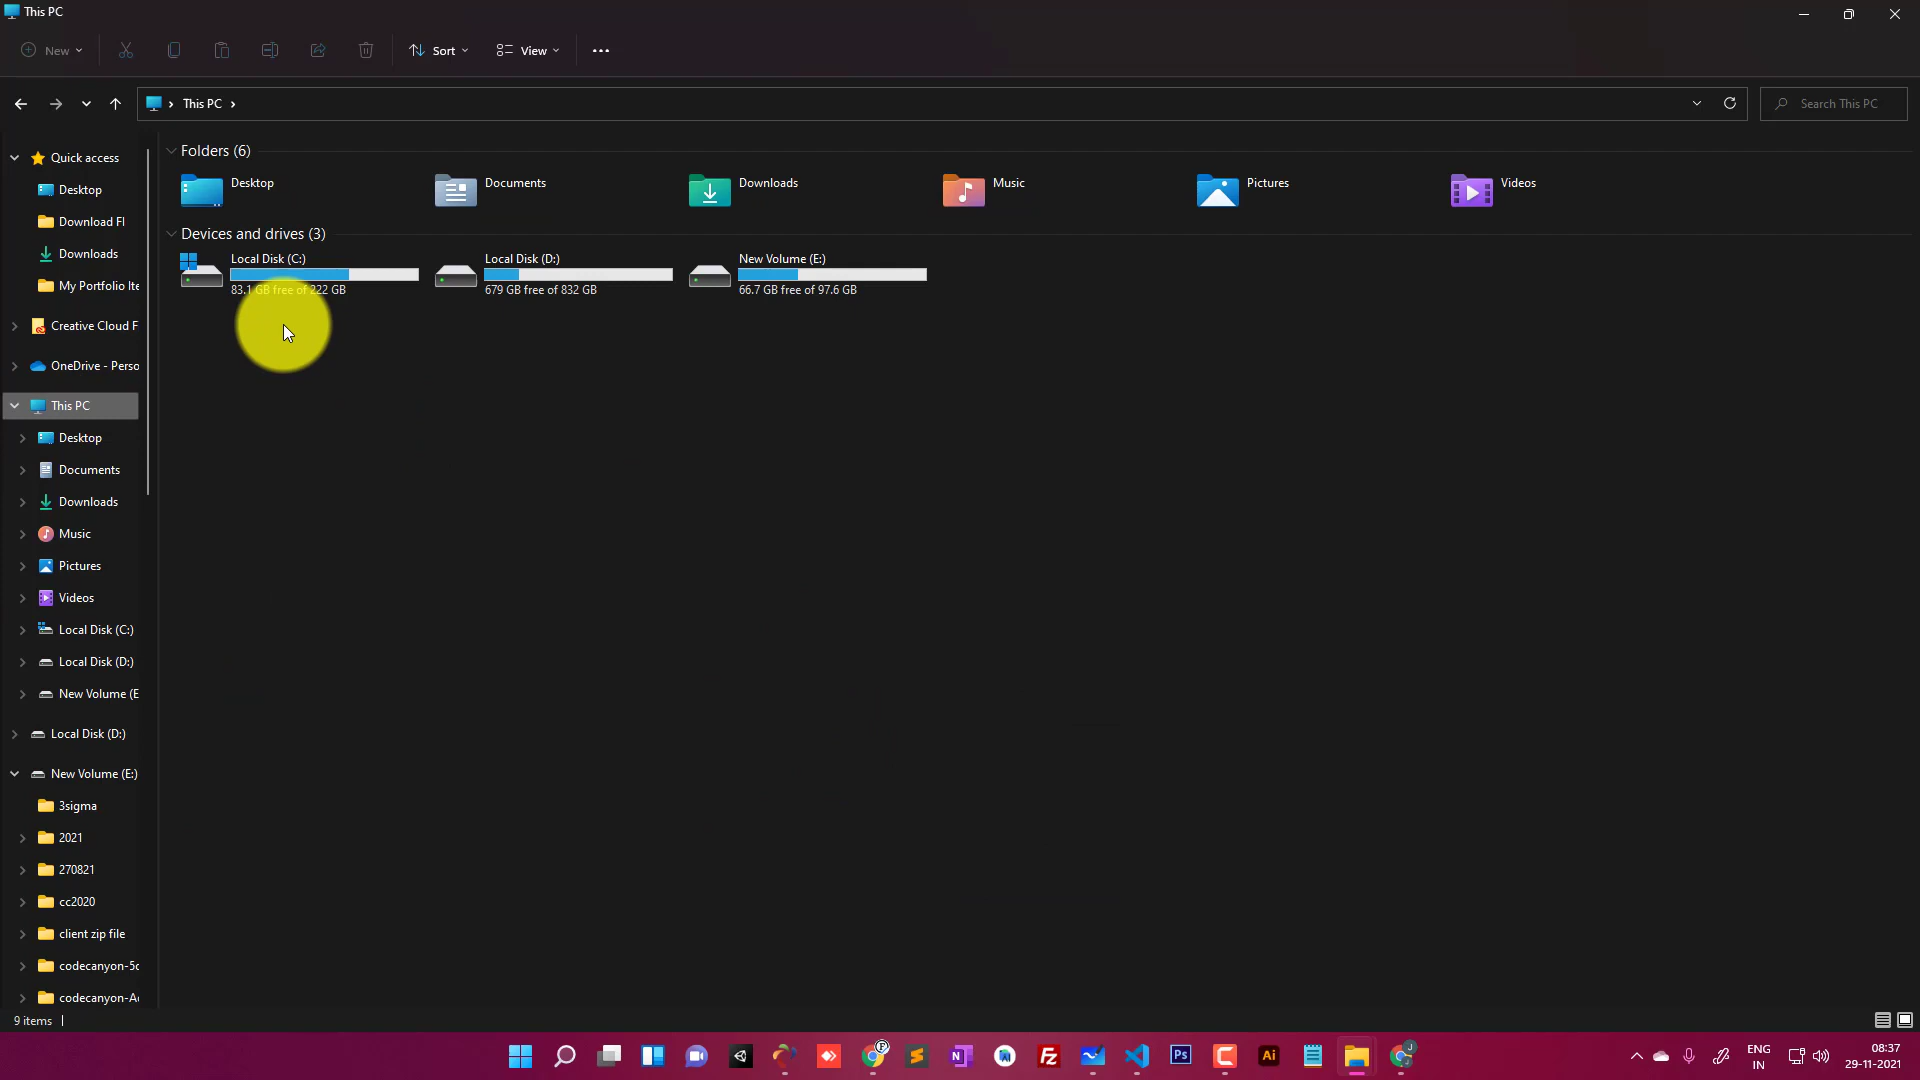 This PC
New
Sort
View
This PC
Search This PC
Quick access
Desktop
Download Fl
Downloads
My Portfolio Ite
Creative Cloud F
OneDrive - Perso
This PC
Desktop
Documents
Downloads
Music
Pictures
Videos
Local Disk (C:)
Local Disk (D:)
New Volume (E
Local Disk (D:)
New Volume (E:)
3sigma
2021
270821
cc2020
client zip file
codecanyon-5c
codecanyon-A
Folders (6)
Desktop
Documents
Downloads
Music
Pictures
Videos
Devices and drives (3)
Local Disk (C:)
83.1 GB free of 222 GB
Local Disk (D:)
679 GB free of 832 GB
New Volume (E:)
66.7 GB free of 97.6 GB
9 items
N
Fz
Ps
Ai
J
ENG
IN
08:37
29-11-2021